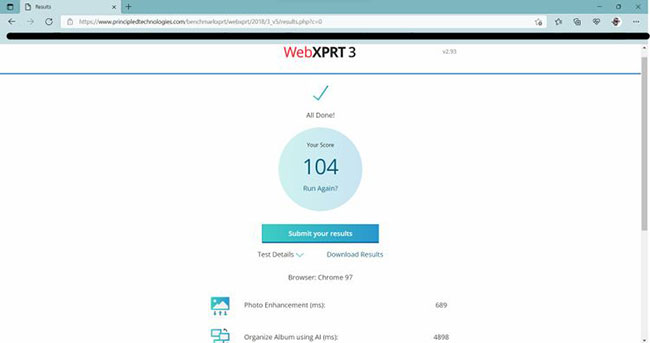 Results
https://www.principledtechnologies.com/benchmarkxprt/webxprt/2018/3_v5/results.php?c=0
WebXPRT 3
v2.93
All Done!
Your Score
104
Run Again?
Submit your results
Test Details
Download Results
Browser: Chrome 97
Photo Enhancement (ms):
689
Organize Album using AI (ms):
4898